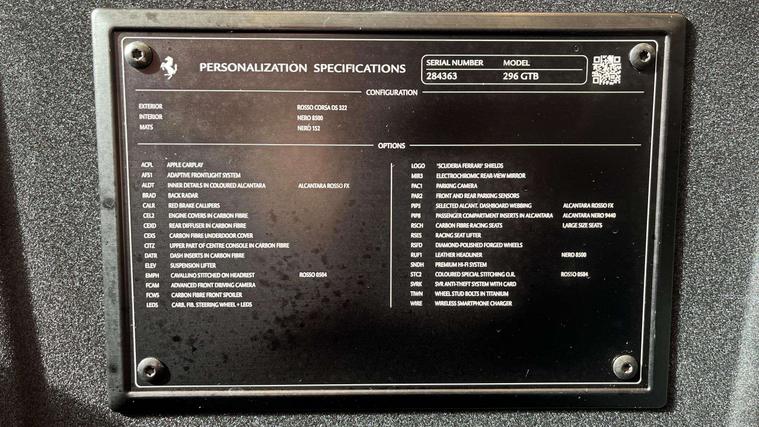 PERSONALIZATION SPECIFICATIONS
SERIAL NUMBER MODEL
284363 296 GTB
CONFIGURATION
EXTERIOR ROSSO CORSA DS 322
INTERIOR NERO 8500
MATS NERO 152
OPTIONS
ACPL APPLE CARPLAY
AFS1 ADAPTIVE FRONTLIGHT SYSTEM
ALDT INNER DETAILS IN COLOURED ALCANTARA ALCANTARA ROSSO FX
BRAD BACK RADAR
CALR RED BRAKE CALLIPERS
CEL2 ENGINE COVERS IN CARBON FIBRE
CEXD REAR DIFFUSER IN CARBON FIBRE
CEXS CARBON FIBRE UNDERDOOR COVER
CITZ UPPER PART OF CENTRE CONSOLE IN CARBON FIBRE
DATR DASH INSERTS IN CARBON FIBRE
ELEV SUSPENSION LIFTER
EMPH CAVALLINO STITCHED ON HEADREST ROSSO 8504
FCAM ADVANCED FRONT DRIVING CAMERA
FCWS CARBON FIBRE FRONT SPOILER
LEDS CARB. FIB. STEERING WHEEL + LEDS
LOGO "SCUDERIA FERRARI" SHIELDS
MIR3 ELECTROCHROMIC REAR-VIEW MIRROR
PAC1 PARKING CAMERA
PAR2 FRONT AND REAR PARKING SENSORS
PIP1 SELECTED ALCANT. DASHBOARD WEBBING ALCANTARA ROSSO FX
PIP8 PASSENGER COMPARTMENT INSERTS IN ALCANTARA ALCANTARA NERO 9440
RSCH CARBON FIBRE RACING SEATS LARGE SIZE SEATS
RSES RACING SEAT LIFTER
RSFD DIAMOND-POLISHED FORGED WHEELS
RUF1 LEATHER HEADLINER NERO 8500
SNDH PREMIUM HI-FI SYSTEM
STC2 COLOURED SPECIAL STITCHING O.R. ROSSO 8504
SVRK SVR ANTI-THEFT SYSTEM WITH CARD
TIWN WHEEL STUD BOLTS IN TITANIUM
WIRE WIRELESS SMARTPHONE CHARGER